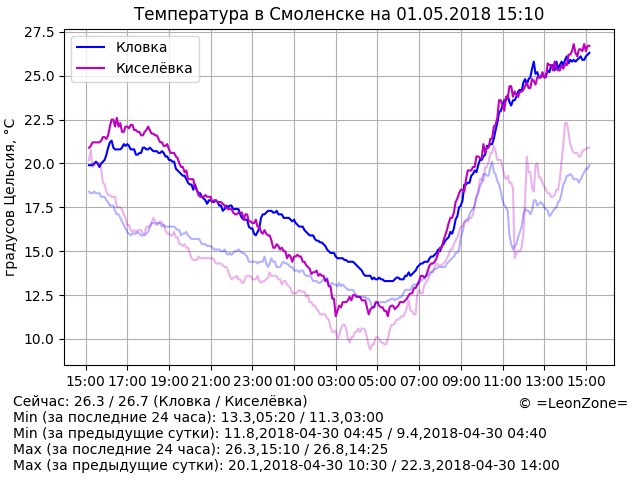 Температура в Смоленске на 01.05.2018 15:10
27.5
25.0
22.5
20.0
17.5
15.0
12.5
10.0
градусов Цельсия, °C
Кловка
Киселёвка
15:00 17:00 19:00 21:00 23:00 01:00 03:00 05:00 07:00 09:00 11:00 13:00 15:00
Сейчас: 26.3 / 26.7 (Кловка / Киселёвка)
© =LeonZone=
Min (за последние 24 часа): 13.3,05:20 / 11.3,03:00
Min (за предыдущие сутки): 11.8,2018-04-30 04:45 / 9.4,2018-04-30 04:40
Max (за последние 24 часа): 26.3,15:10 / 26.8,14:25
Max (за предыдущие сутки): 20.1,2018-04-30 10:30 / 22.3,2018-04-30 14:00